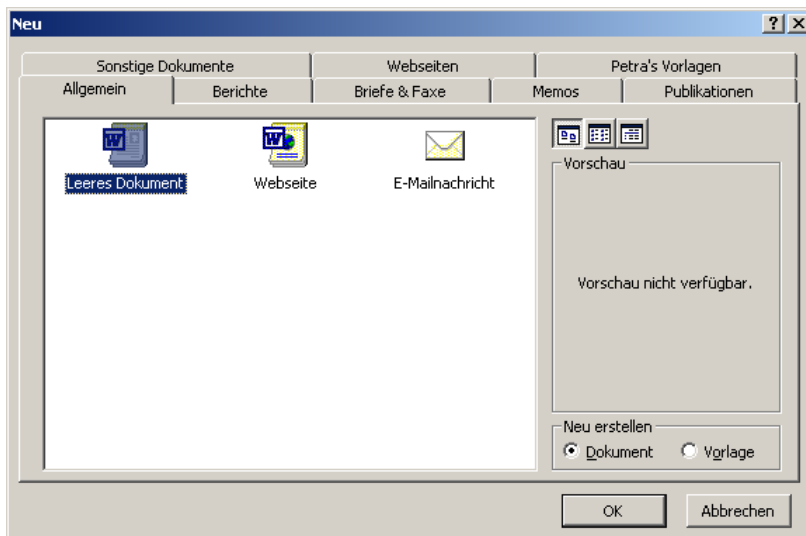 Neu
Sonstige Dokumente Webseiten Petra's Vorlagen
Allgemein Berichte Briefe & Faxe Memos Publikationen
Leeres Dokument Webseite E-Mailnachricht
Vorschau
Vorschau nicht verfügbar.
Neu erstellen
Dokument Vorlage
OK Abbrechen